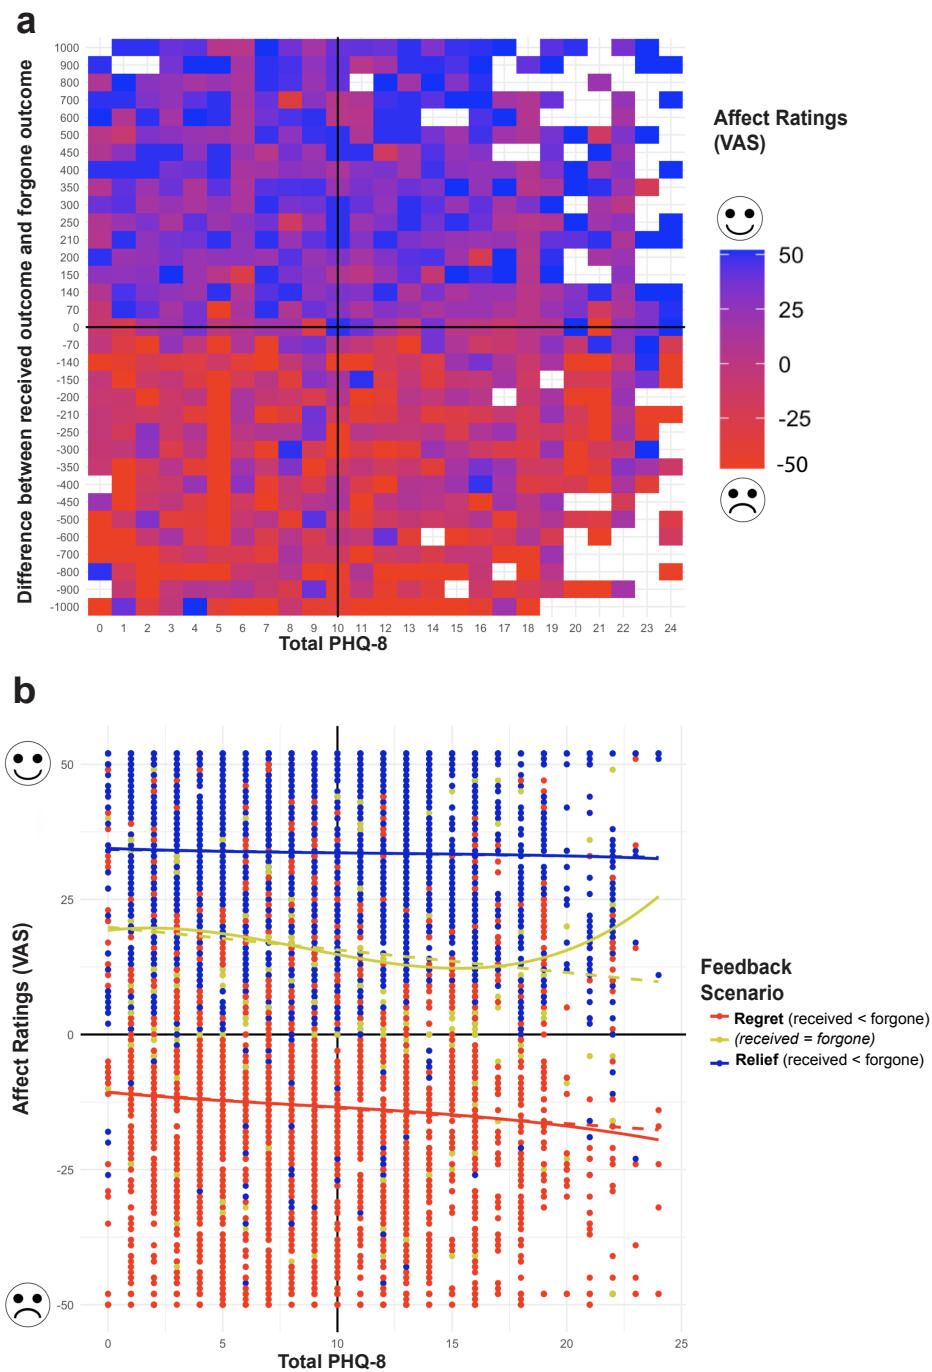 a
Difference between received outcome and forgone outcome
1000
900
800
700
600
500
450
400
350
300
250
210
200
150
140
70
0
-70
-140
-150
-200
-210
-250
-300
-350
-400
-450
-500
-600
-700
-800
-900
-1000
0 1 2 3 4 5 6 7 8 9 10 11 12 13 14 15 16 17 18 19 20 21 22 23 24
Total PHQ-8
Affect Ratings
(VAS)
50
25
0
-25
-50
b
Affect Ratings (VAS)
50
25
0
-25
-50
0 5 10 15 20 25
Total PHQ-8
Feedback
Scenario
Regret (received < forgone)
(received = forgone)
Relief (received < forgone)